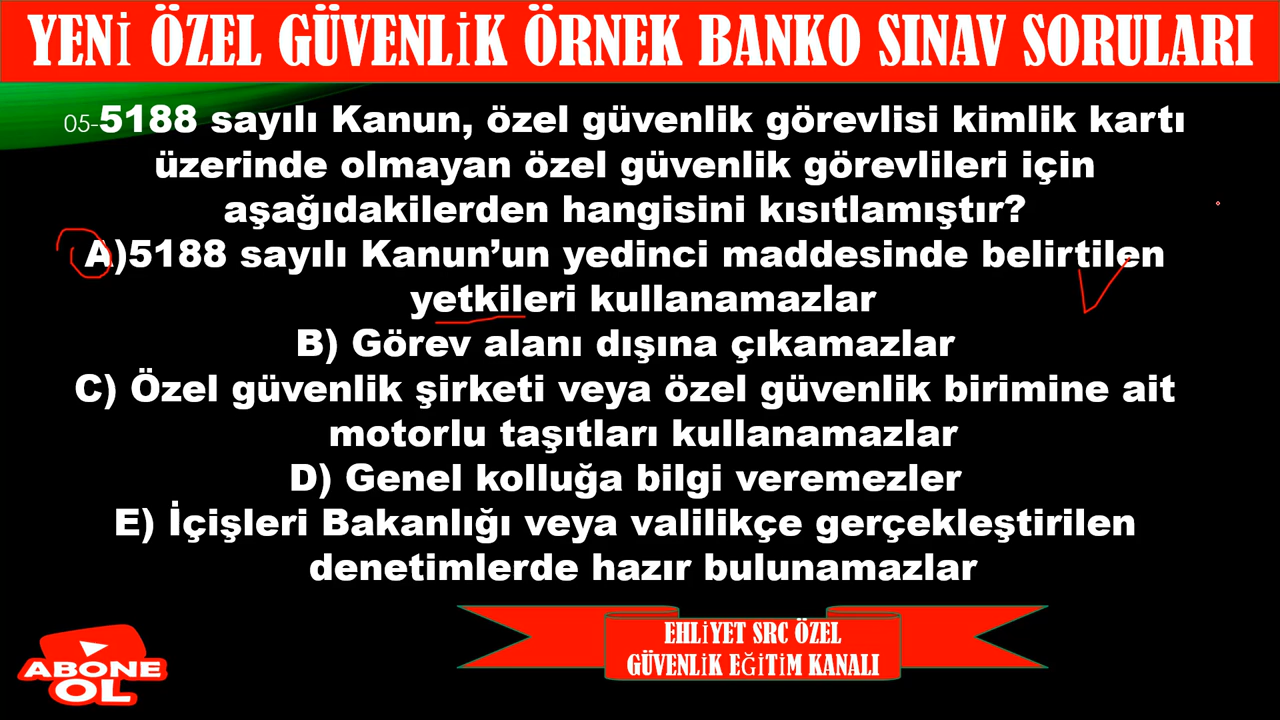 YENİ ÖZEL GÜVENLİK ÖRNEK BANKO SINAV SORULARI
05-5188 sayılı Kanun, özel güvenlik görevlisi kimlik kartı
üzerinde olmayan özel güvenlik görevlileri için
aşağıdakilerden hangisini kısıtlamıştır?
A)5188 sayılı Kanun’un yedinci maddesinde belirtilen
yetkileri kullanamazlar
B) Görev alanı dışına çıkamazlar
C) Özel güvenlik şirketi veya özel güvenlik birimine ait
motorlu taşıtları kullanamazlar
D) Genel kolluğa bilgi veremezler
E) İçişleri Bakanlığı veya valilikçe gerçekleştirilen
denetimlerde hazır bulunamazlar
ABONE
OL
EHLİYET SRC ÖZEL
GÜVENLİK EĞİTİM KANALI